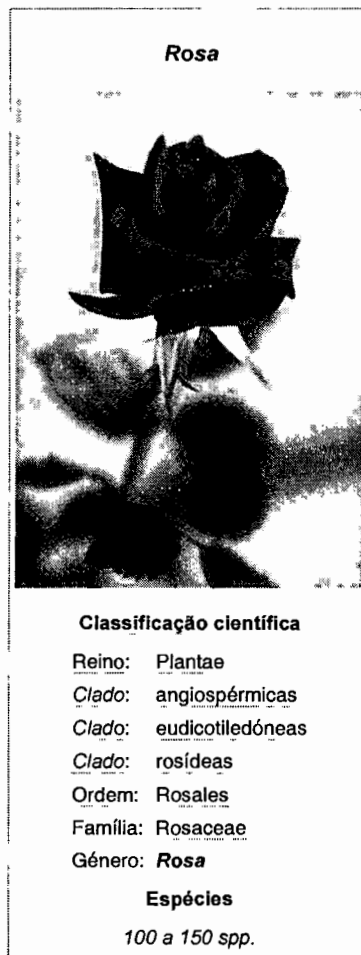 Rosa
Classificação científica
Reino: Plantae
Clado: angiospérmicas
Clado: eudicotiledóneas
Clado: rosídeas
Ordem: Rosales
Família: Rosaceae
Género: Rosa
Espécies
100 a 150 spp.